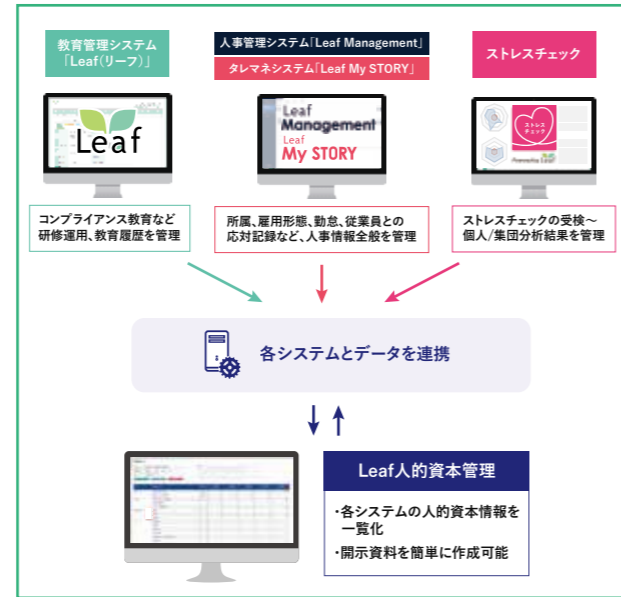 教育管理システム
「Leaf(リーフ)」
人事管理システム「Leaf Management」
タレマネシステム「Leaf My STORY」
ストレスチェック
Leaf
Leaf
Management
Leaf
My STORY
ストレス
チェック
Powered by Leaf
コンプライアンス教育など
研修運用、教育履歴を管理
所属、雇用形態、勤怠、従業員との
応対記録など、人事情報全般を管理
ストレスチェックの受検～
個人/集団分析結果を管理
各システムとデータを連携
Leaf人的資本管理
・各システムの人的資本情報を
一覧化
・開示資料を簡単に作成可能